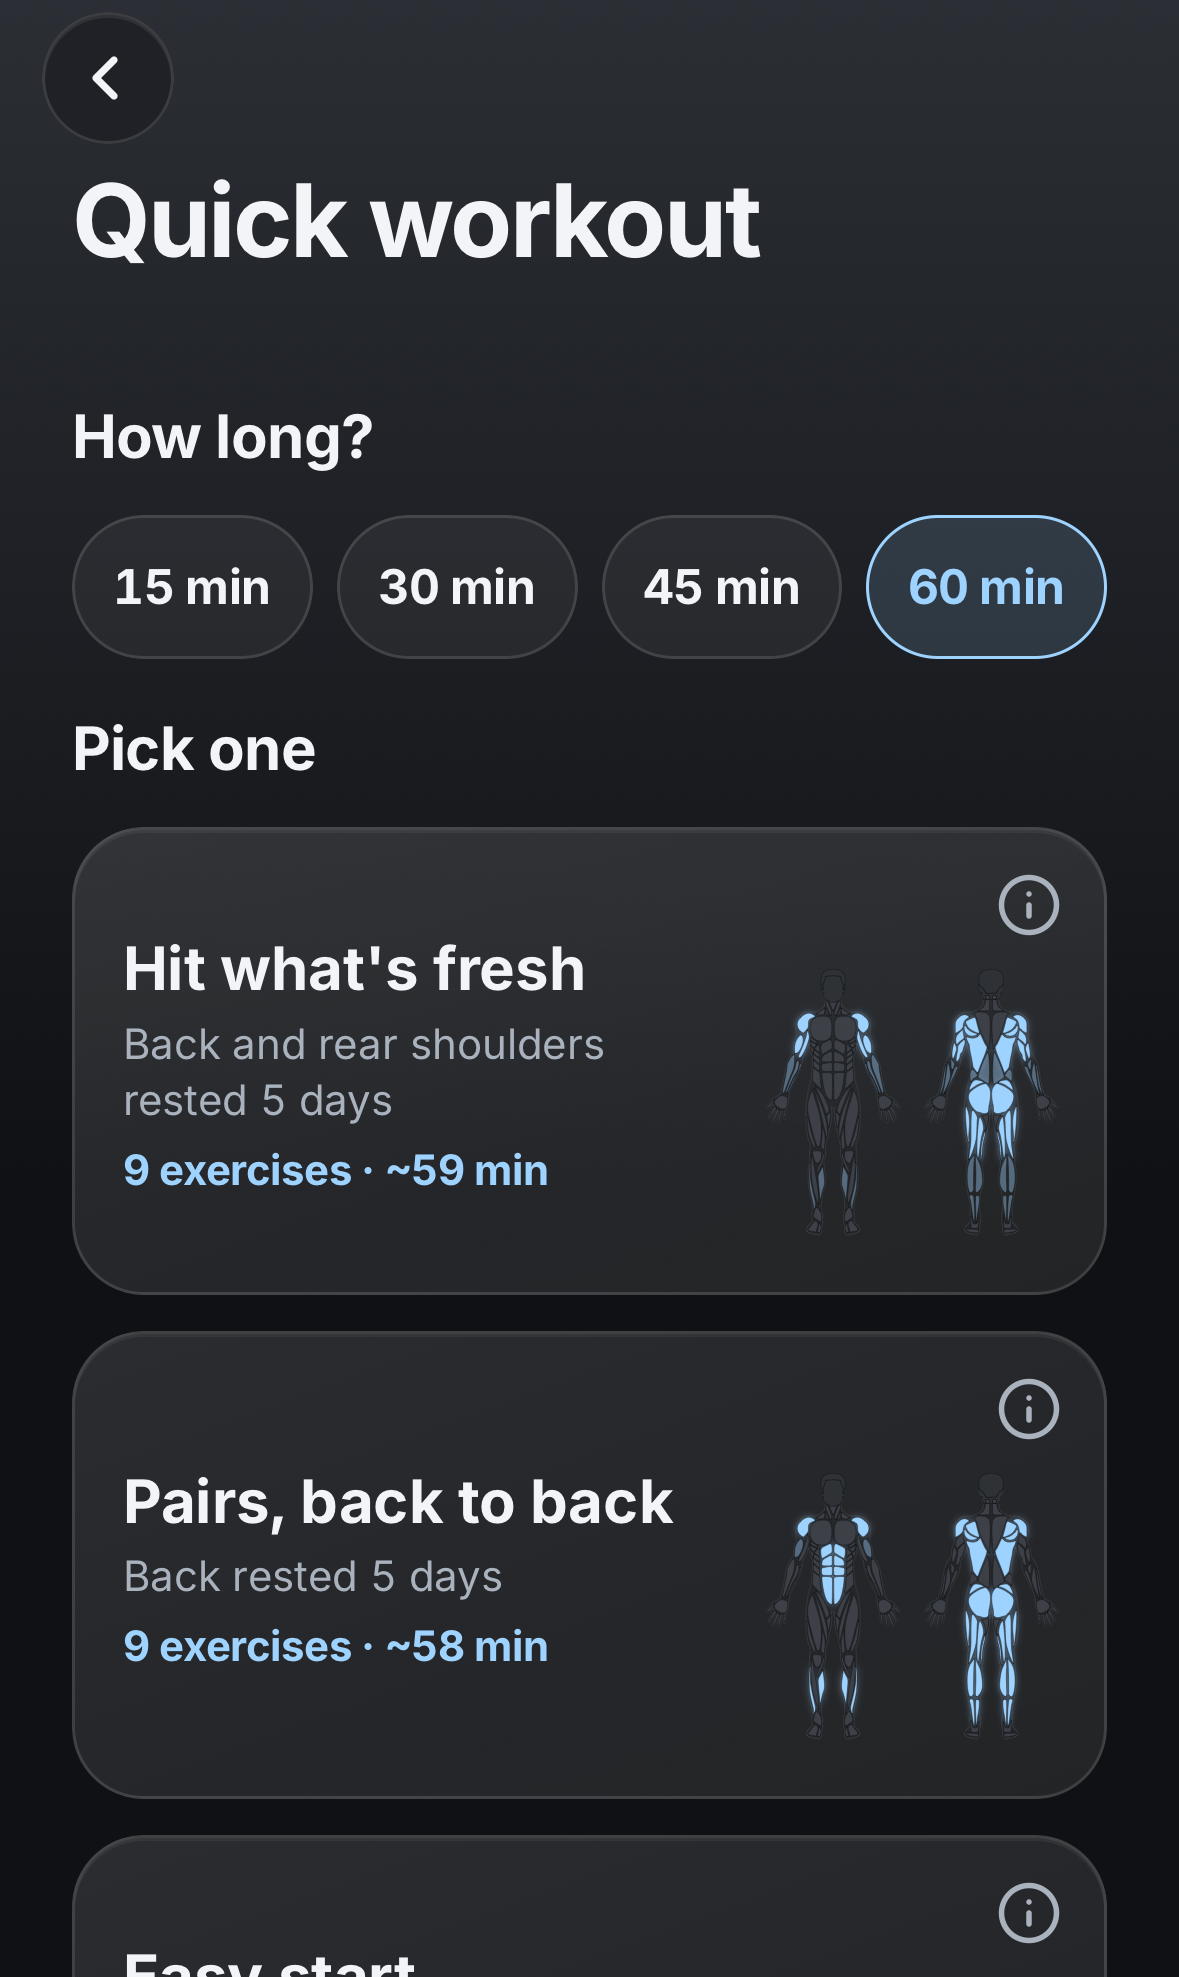 Quick workout
How long?
15 min
30 min
45 min
60 min
Pick one
Hit what's fresh
Back and rear shoulders
rested 5 days
9 exercises · ~59 min
Pairs, back to back
Back rested 5 days
9 exercises · ~58 min
Easy start